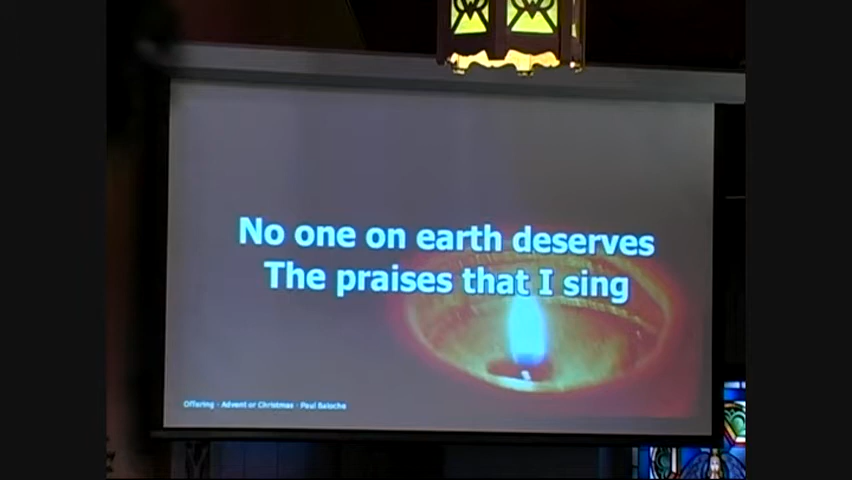 No one on earth deserves
The praises that I sing
Offering - Advent or Christmas - Paul Baloche